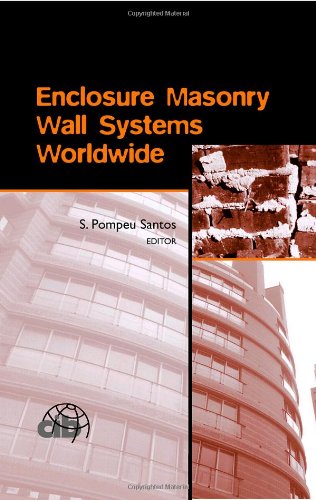 Enclosure Masonry
Wall Systems
Worldwide
S. Pompeu Santos
EDITOR
cib